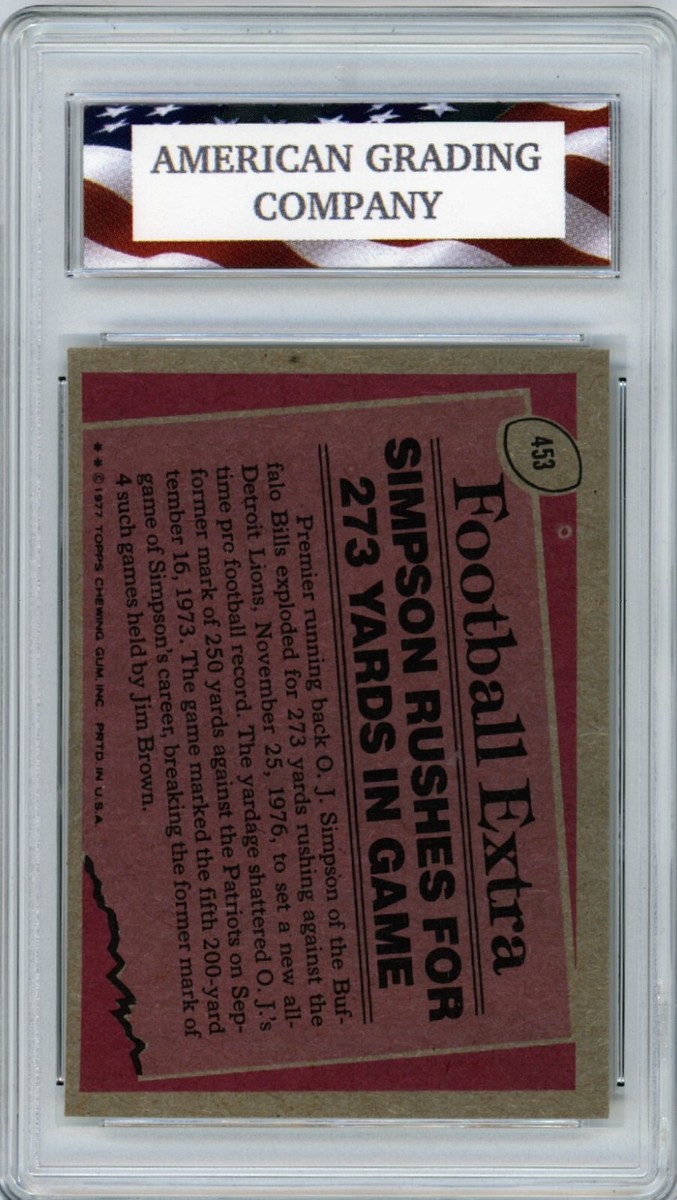 AMERICAN GRADING
COMPANY
453
Football Extra
SIMPSON RUSHES FOR
273 YARDS IN GAME
Premier running back O. J. Simpson of the Buf-
falo Bills exploded for 273 yards rushing against the
Detroit Lions, November 25, 1976, to set a new all-
time pro football record. The yardage shattered O. J.'s
former mark of 250 yards against the Patriots on Sep-
tember 16, 1973. The game marked the fifth 200-yard
game of Simpson's career, breaking the former mark of
4 such games held by Jim Brown.
** © 1977 TOPPS CHEWING GUM, INC. PRTD. IN U.S.A.